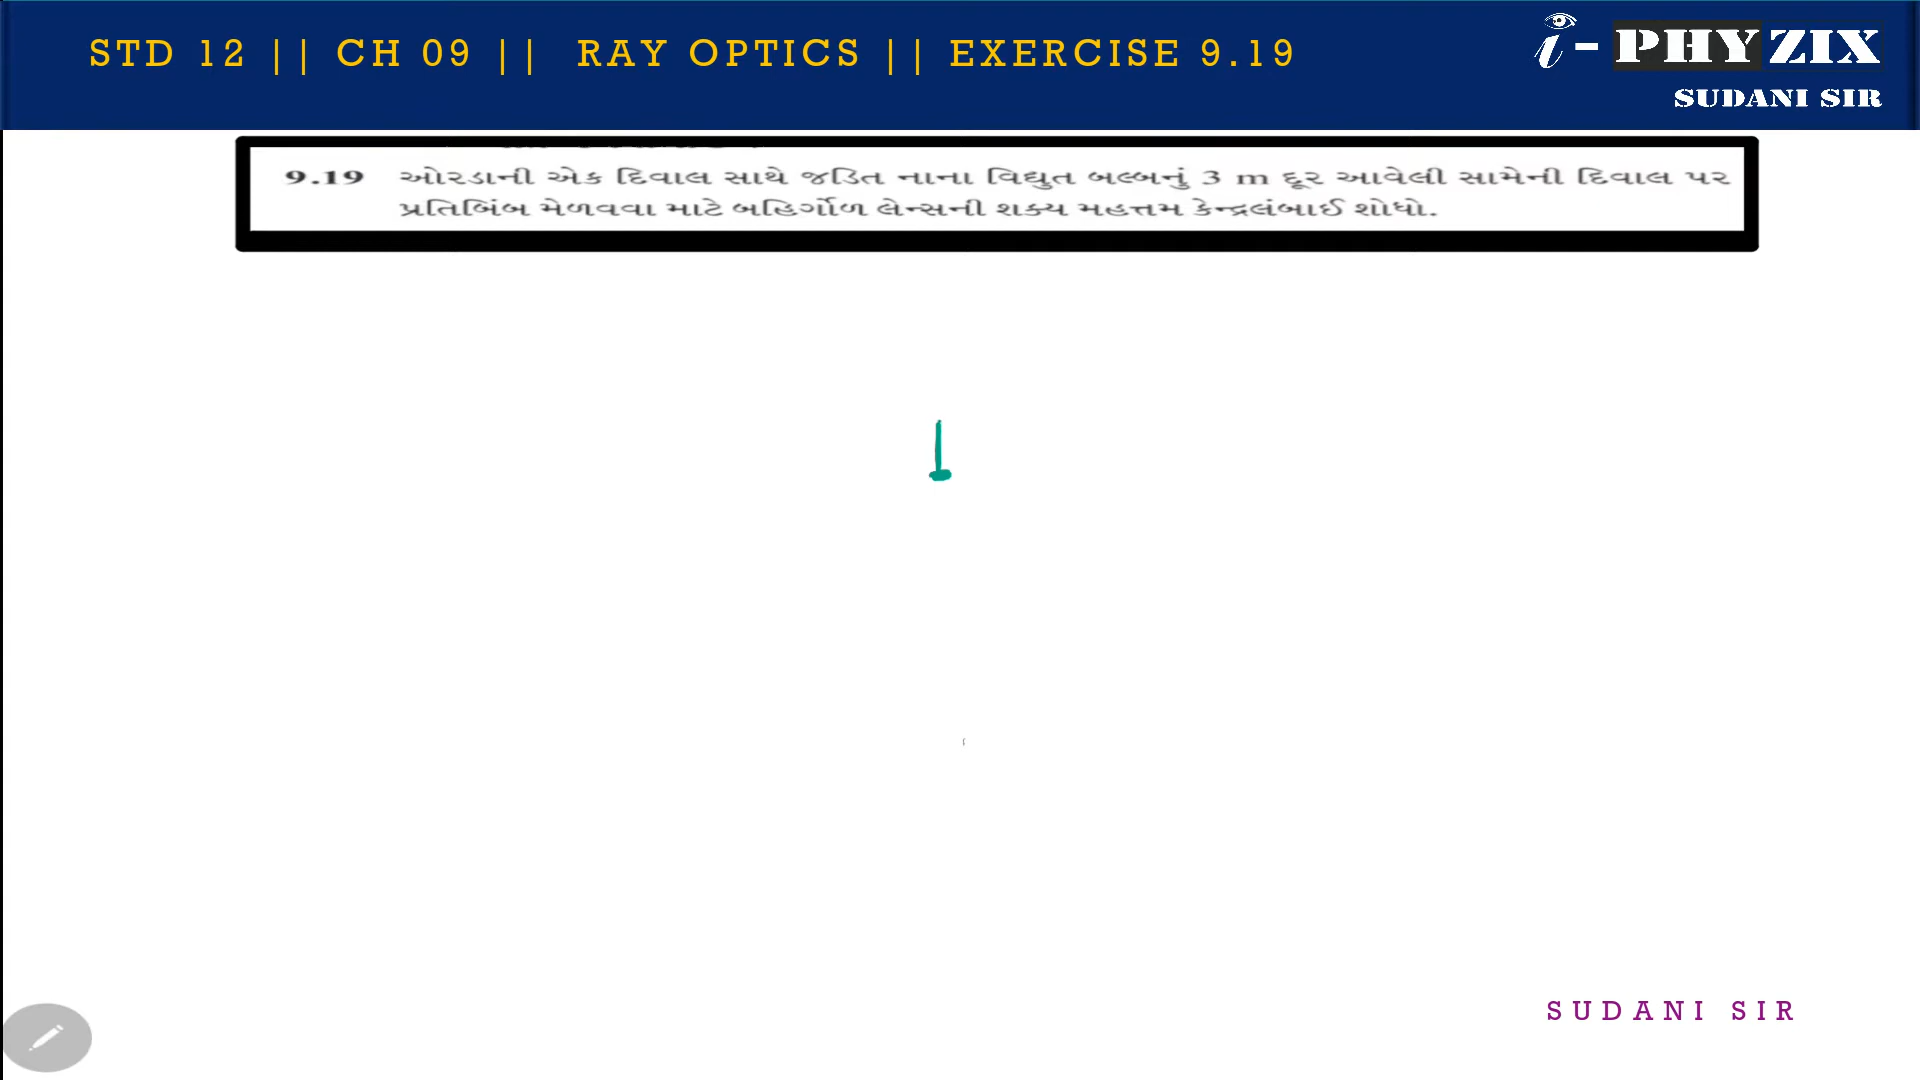 STD 12 || CH 09 || RAY OPTICS || EXERCISE 9.19
i-PHYZIX
SUDANI SIR
9.19 ઓરડાની એક દિવાલ સાથે જડિત નાના વિદ્યુત બલ્બનું 3 m દૂર આવેલી સામેની દિવાલ પર
પ્રતિબિંબ મેળવવા માટે બહિર્ગોળ લેન્સની શક્ય મહત્તમ કેન્દ્રલંબાઈ શોધો.
SUDANI SIR